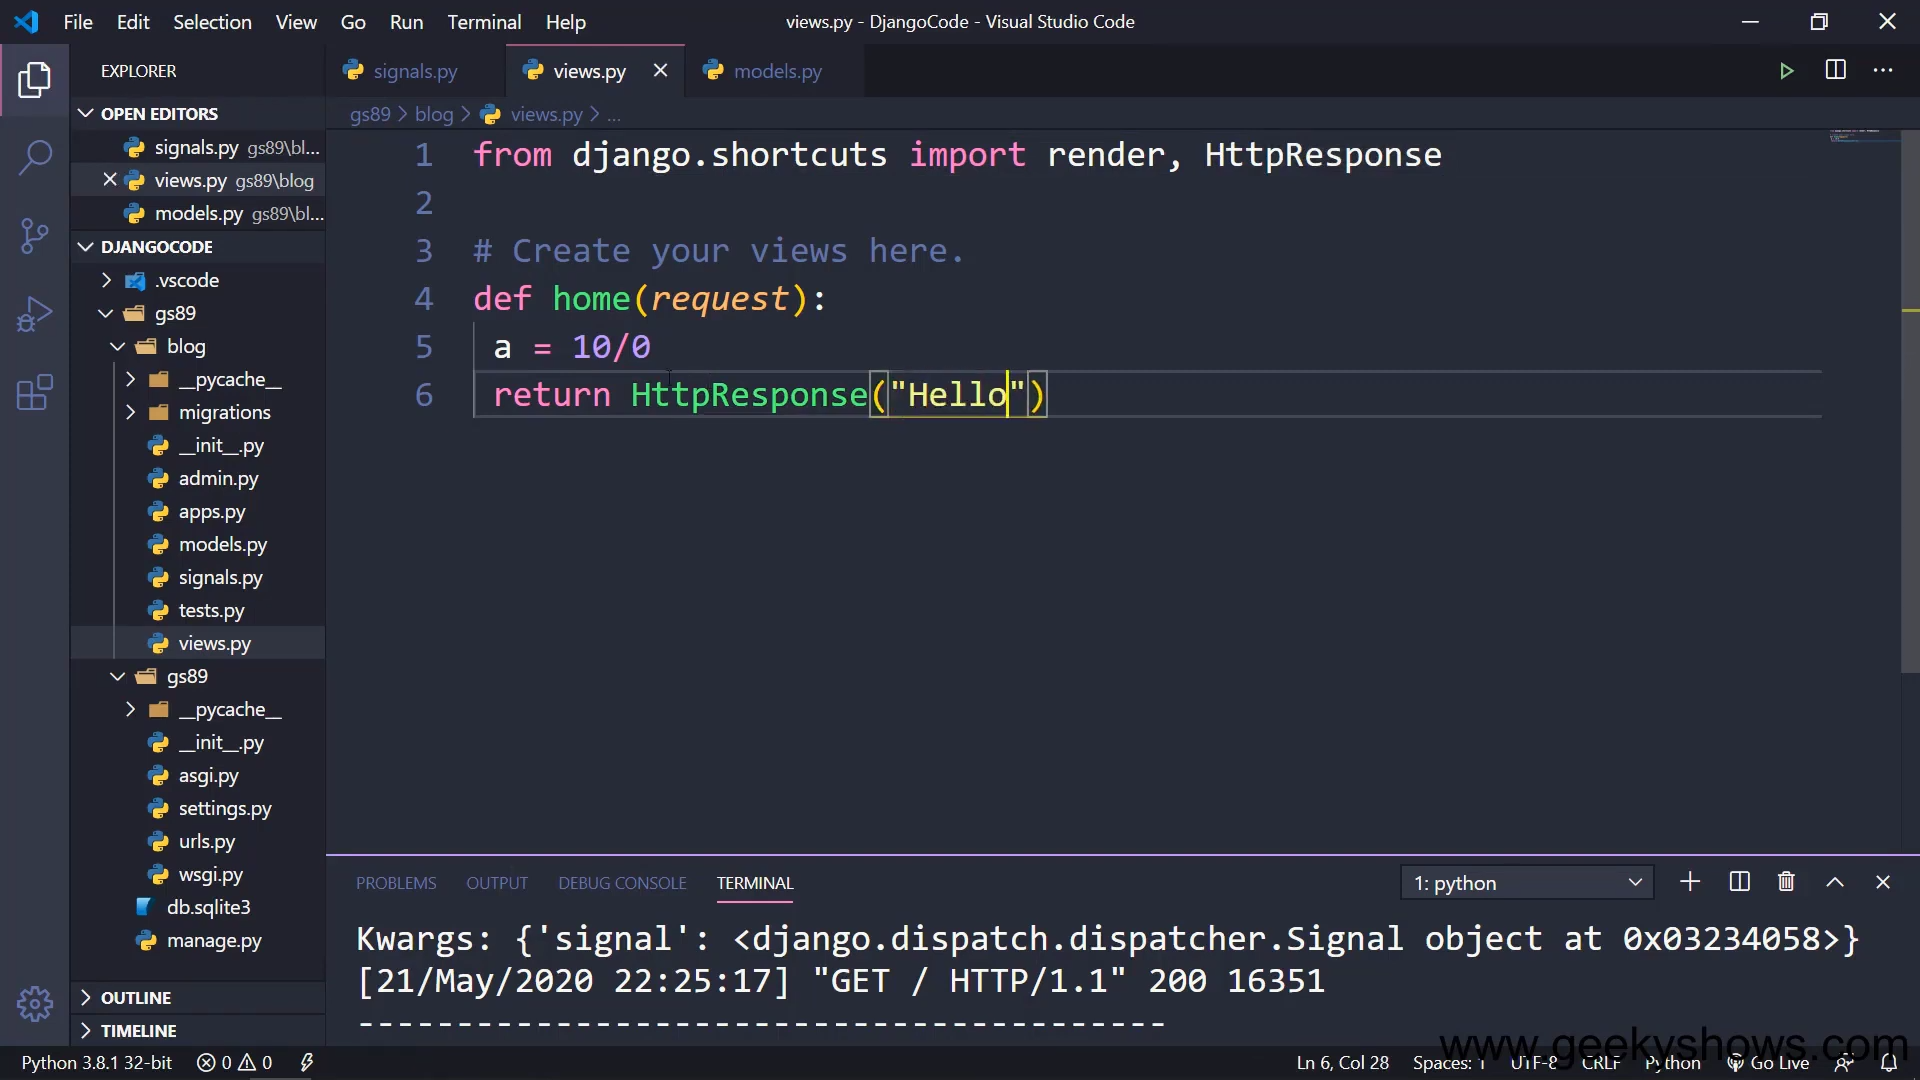 File Edit Selection View Go Run Terminal Help
views.py - DjangoCode - Visual Studio Code
EXPLORER
OPEN EDITORS
signals.py gs89\bl...
views.py gs89\blog
models.py gs89\bl...
DJANGOCODE
.vscode
gs89
blog
__pycache__
migrations
__init__.py
admin.py
apps.py
models.py
signals.py
tests.py
views.py
gs89
__pycache__
__init__.py
asgi.py
settings.py
urls.py
wsgi.py
db.sqlite3
manage.py
OUTLINE
TIMELINE
signals.py views.py models.py
gs89 > blog > views.py > ...
1 from django.shortcuts import render, HttpResponse
2
3 # Create your views here.
4 def home(request):
5 a = 10/0
6 return HttpResponse("Hello")
PROBLEMS OUTPUT DEBUG CONSOLE TERMINAL
1: python
Kwargs: {'signal': <django.dispatch.dispatcher.Signal object at 0x03234058>}
[21/May/2020 22:25:17] "GET / HTTP/1.1" 200 16351
-----------------------------------------
www.geekyshows.com
Python 3.8.1 32-bit 0 0 Ln 6, Col 28 Spaces: 1 UTF-8 CRLF Python Go Live